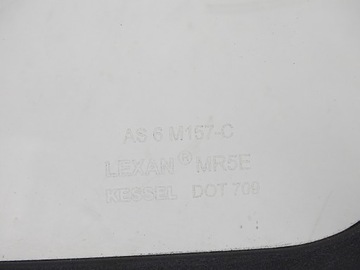 AS 6 M157-C
LEXAN® MR5E
KESSEL DOT 709